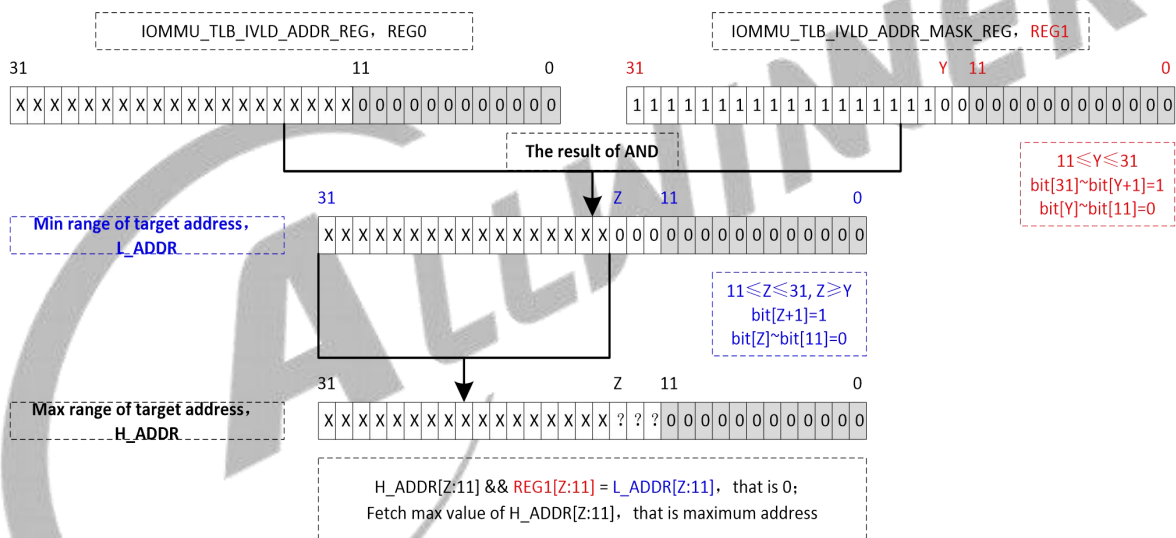 IOMMU_TLB_IVLD_ADDR_REG, REG0
IOMMU_TLB_IVLD_ADDR_MASK_REG, REG1
31 11 0
31 Y 11 0
X X X X X X X X X X X X X X X X X X X X 0 0 0 0 0 0 0 0 0 0 0 0
1 1 1 1 1 1 1 1 1 1 1 1 1 1 1 1 1 1 0 0 0 0 0 0 0 0 0 0 0 0 0 0
The result of AND
11≤Y≤31
bit[31]~bit[Y+1]=1
bit[Y]~bit[11]=0
31 Z 11 0
Min range of target address,
L_ADDR
X X X X X X X X X X X X X X X X X 0 0 0 0 0 0 0 0 0 0 0 0 0 0 0
11≤Z≤31, Z≥Y
bit[Z+1]=1
bit[Z]~bit[11]=0
31 Z 11 0
Max range of target address,
H_ADDR
X X X X X X X X X X X X X X X X X ? ? ? 0 0 0 0 0 0 0 0 0 0 0 0
H_ADDR[Z:11] && REG1[Z:11] = L_ADDR[Z:11], that is 0;
Fetch max value of H_ADDR[Z:11], that is maximum address
ALLWINNER